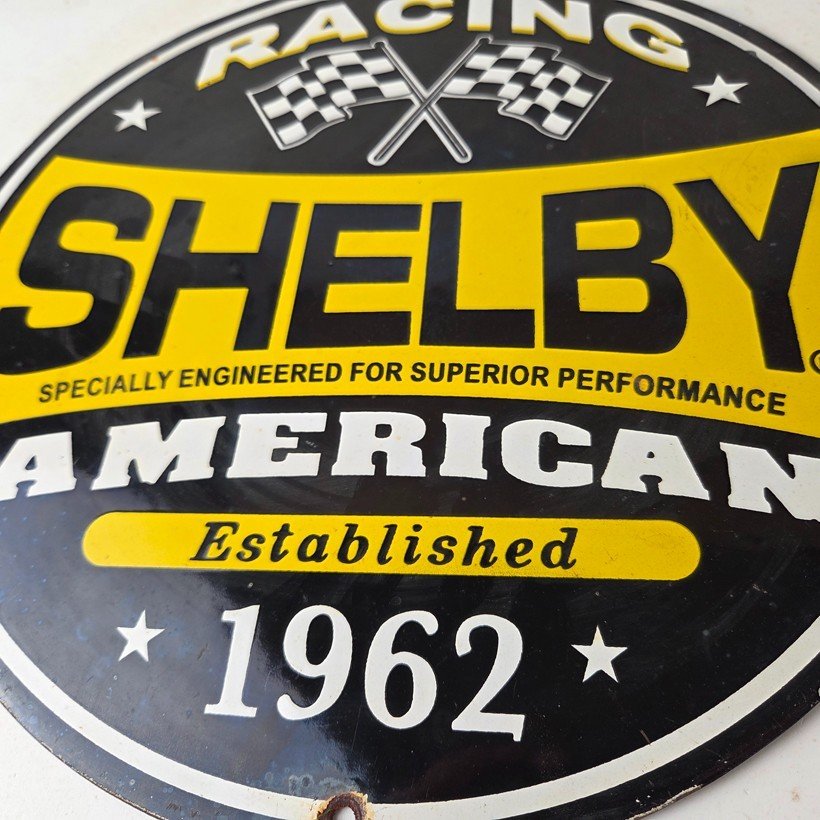 RACING
SHELBY®
SPECIALLY ENGINEERED FOR SUPERIOR PERFORMANCE
AMERICAN
Established
1962